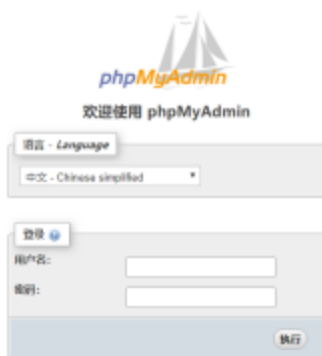 phpMyAdmin
欢迎使用 phpMyAdmin
语言 - Language
中文 - Chinese simplified
登录
用户名:
密码:
执行